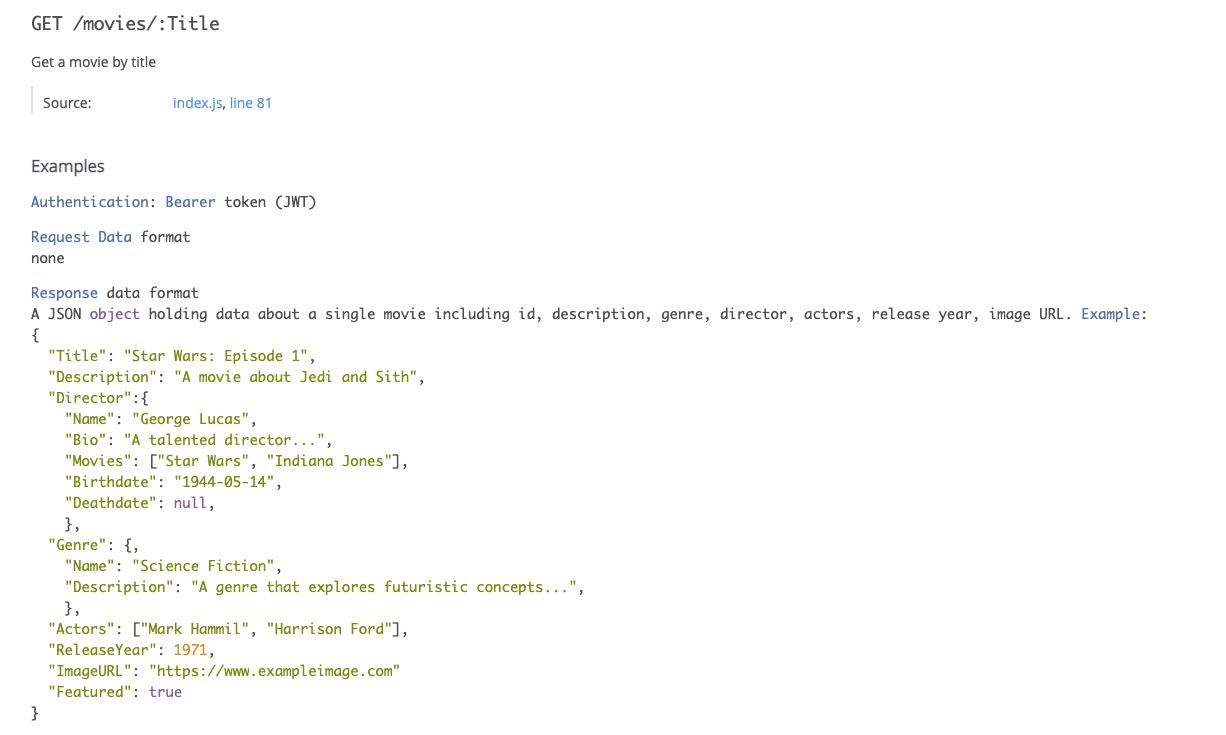 GET /movies/:Title
Get a movie by title
Source: index.js, line 81
Examples
Authentication: Bearer token (JWT)
Request Data format
none
Response data format
A JSON object holding data about a single movie including id, description, genre, director, actors, release year, image URL. Example:
{
  "Title": "Star Wars: Episode 1",
  "Description": "A movie about Jedi and Sith",
  "Director":{
    "Name": "George Lucas",
    "Bio": "A talented director...",
    "Movies": ["Star Wars", "Indiana Jones"],
    "Birthdate": "1944-05-14",
    "Deathdate": null,
    },
  "Genre": {,
    "Name": "Science Fiction",
    "Description": "A genre that explores futuristic concepts...",
    },
  "Actors": ["Mark Hammil", "Harrison Ford"],
  "ReleaseYear": 1971,
  "ImageURL": "https://www.exampleimage.com"
  "Featured": true
}